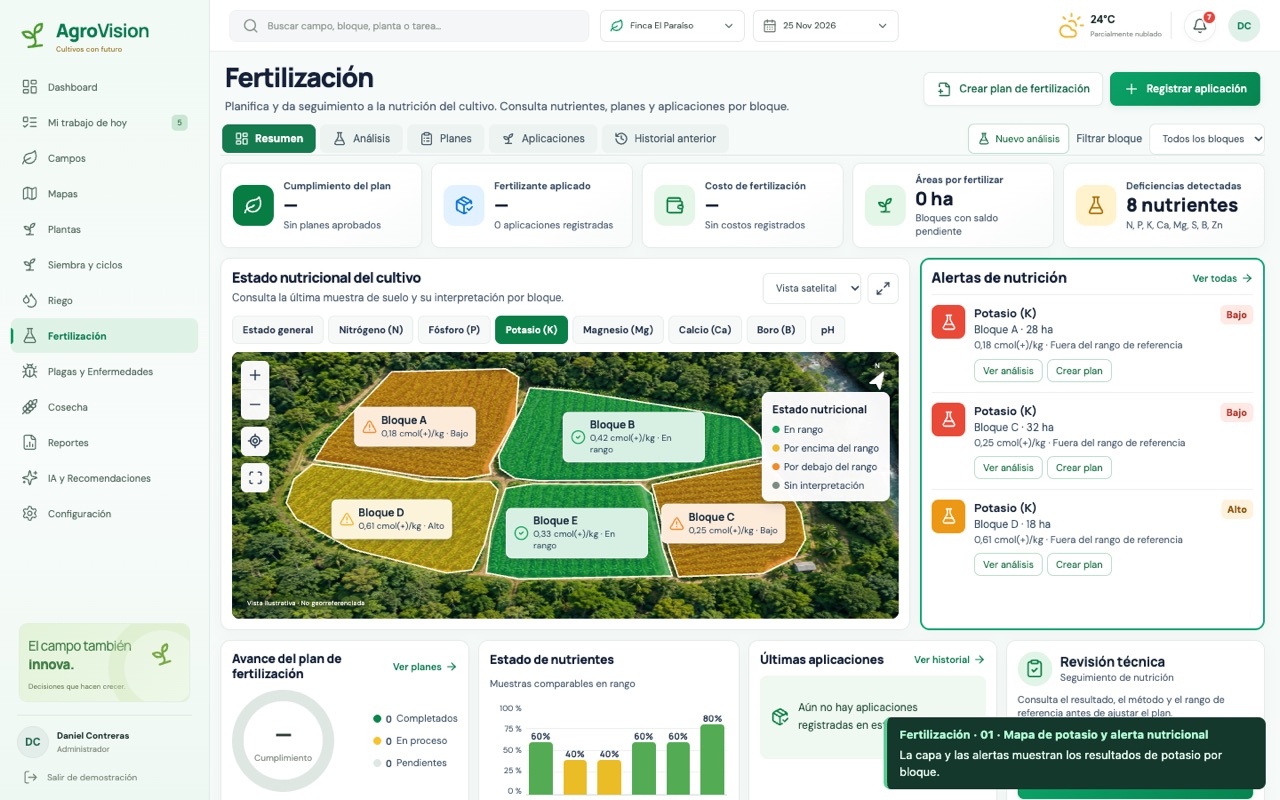 AgroVision
Cultivos con futuro
Buscar campo, bloque, planta o tarea...
Finca El Paraíso
25 Nov 2026
24°C
Parcialmente nublado
7
DC
Dashboard
Mi trabajo de hoy
5
Campos
Mapas
Plantas
Siembra y ciclos
Riego
Fertilización
Plagas y Enfermedades
Cosecha
Reportes
IA y Recomendaciones
Configuración
El campo también
innova.
Decisiones que hacen crecer.
DC
Daniel Contreras
Administrador
Salir de demostración
Fertilización
Planifica y da seguimiento a la nutrición del cultivo. Consulta nutrientes, planes y aplicaciones por bloque.
Crear plan de fertilización
Registrar aplicación
Resumen
Análisis
Planes
Aplicaciones
Historial anterior
Nuevo análisis
Filtrar bloque
Todos los bloques
Cumplimiento del plan
—
Sin planes aprobados
Fertilizante aplicado
—
0 aplicaciones registradas
Costo de fertilización
—
Sin costos registrados
Áreas por fertilizar
0 ha
Bloques con saldo
pendiente
Deficiencias detectadas
8 nutrientes
N, P, K, Ca, Mg, S, B, Zn
Estado nutricional del cultivo
Consulta la última muestra de suelo y su interpretación por bloque.
Vista satelital
Estado general
Nitrógeno (N)
Fósforo (P)
Potasio (K)
Magnesio (Mg)
Calcio (Ca)
Boro (B)
pH
+
−
N
Bloque A
0,18 cmol(+)/kg · Bajo
Bloque B
0,42 cmol(+)/kg · En
rango
Estado nutricional
En rango
Por encima del rango
Por debajo del rango
Sin interpretación
Bloque D
0,61 cmol(+)/kg · Alto
Bloque E
0,33 cmol(+)/kg · En
rango
Bloque C
0,25 cmol(+)/kg · Bajo
Vista ilustrativa · No georreferenciada
Alertas de nutrición
Ver todas →
Potasio (K)
Bajo
Bloque A · 28 ha
0,18 cmol(+)/kg · Fuera del rango de referencia
Ver análisis
Crear plan
Potasio (K)
Bajo
Bloque C · 32 ha
0,25 cmol(+)/kg · Fuera del rango de referencia
Ver análisis
Crear plan
Potasio (K)
Alto
Bloque D · 18 ha
0,61 cmol(+)/kg · Fuera del rango de referencia
Ver análisis
Crear plan
Avance del plan de
fertilización
Ver planes →
—
Cumplimiento
0 Completados
0 En proceso
0 Pendientes
Estado de nutrientes
Muestras comparables en rango
100 %
75 %
50 %
25 %
0 %
60%
40%
40%
60%
60%
80%
Últimas aplicaciones
Ver historial →
Aún no hay aplicaciones
registradas en
Revisión técnica
Seguimiento de nutrición
Consulta el resultado, el método y el rango de
referencia antes de ajustar el plan.
Fertilización · 01 · Mapa de potasio y alerta nutricional
La capa y las alertas muestran los resultados de potasio por
bloque.